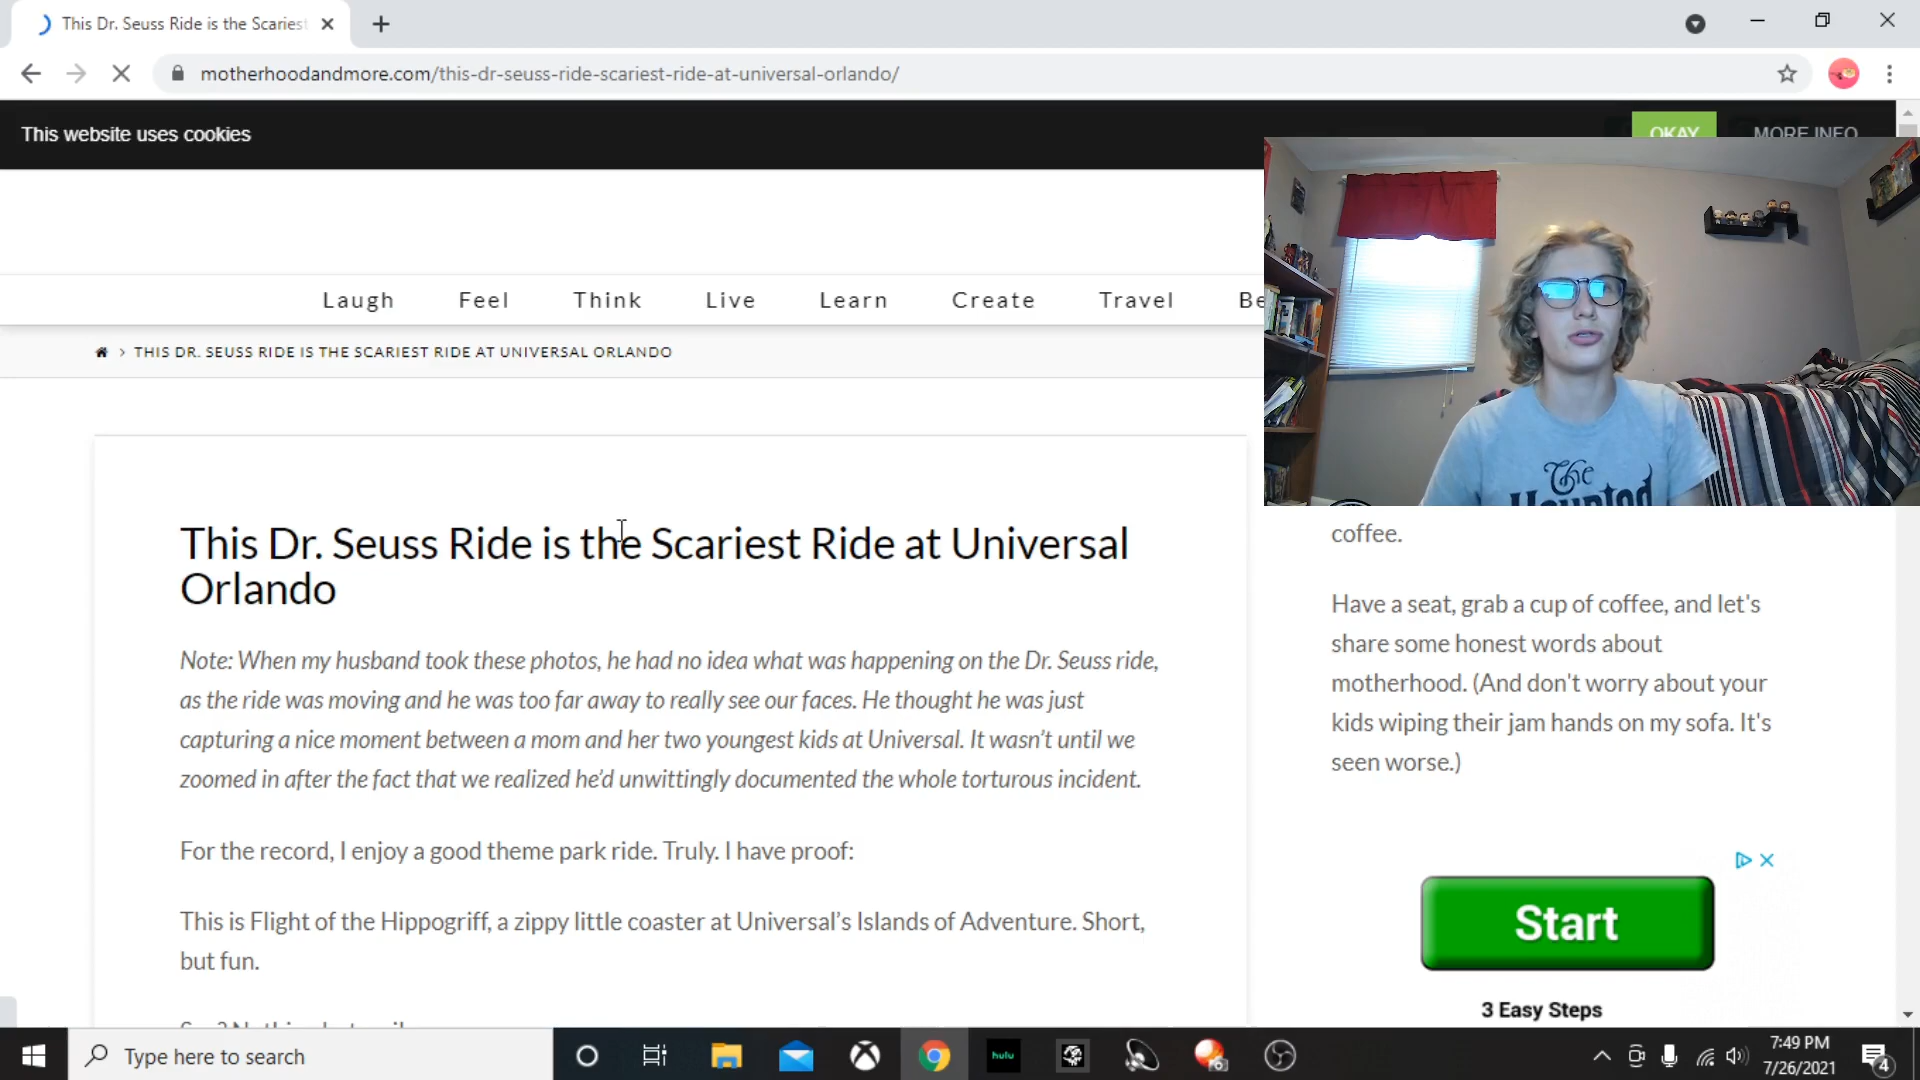 This Dr. Seuss Ride is the Scariest
motherhoodandmore.com/this-dr-seuss-ride-scariest-ride-at-universal-orlando/
This website uses cookies
OKAY
MORE INFO
Laugh Feel Think Live Learn Create Travel Be
THIS DR. SEUSS RIDE IS THE SCARIEST RIDE AT UNIVERSAL ORLANDO
This Dr. Seuss Ride is the Scariest Ride at Universal
Orlando
Note: When my husband took these photos, he had no idea what was happening on the Dr. Seuss ride,
as the ride was moving and he was too far away to really see our faces. He thought he was just
capturing a nice moment between a mom and her two youngest kids at Universal. It wasn't until we
zoomed in after the fact that we realized he'd unwittingly documented the whole torturous incident.
For the record, I enjoy a good theme park ride. Truly. I have proof:
This is Flight of the Hippogriff, a zippy little coaster at Universal's Islands of Adventure. Short,
but fun.
The
Haunted
coffee.
Have a seat, grab a cup of coffee, and let's
share some honest words about
motherhood. (And don't worry about your
kids wiping their jam hands on my sofa. It's
seen worse.)
Start
3 Easy Steps
Type here to search
hulu
7:49 PM
7/26/2021
4